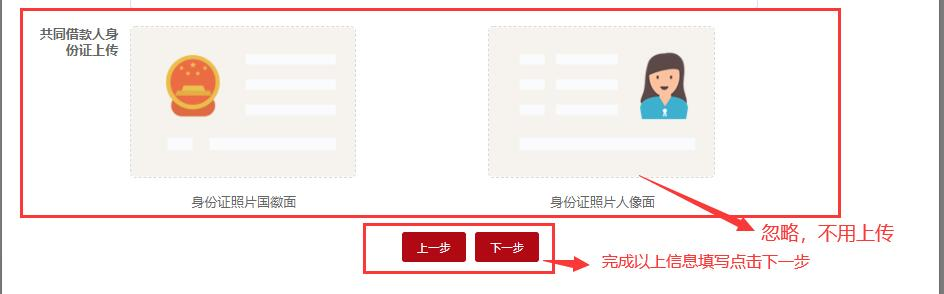 共同借款人身
份证上传
身份证照片国徽面
身份证照片人像面
忽略，不用上传
上一步
下一步
完成以上信息填写点击下一步